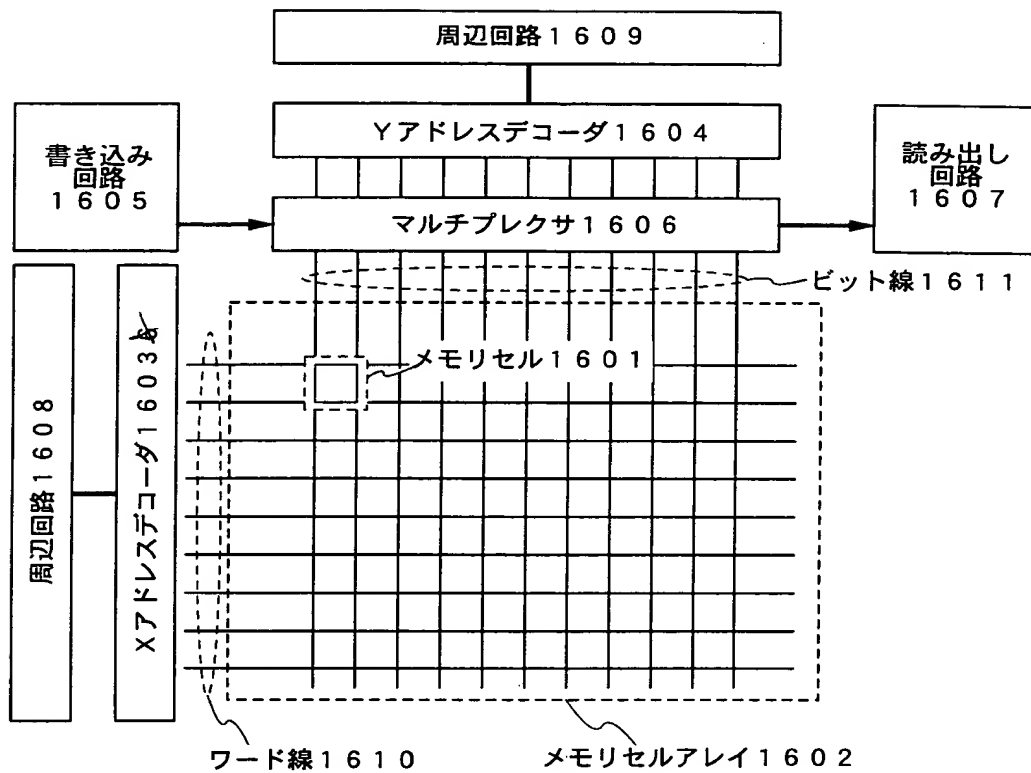 周辺回路１６０９
Ｙアドレスデコーダ１６０４
書き込み
回路
１６０５
マルチプレクサ１６０６
読み出し
回路
１６０７
ビット線１６１１
メモリセル１６０１
周辺回路１６０８
Ｘアドレスデコーダ１６０３
ワード線１６１０
メモリセルアレイ１６０２